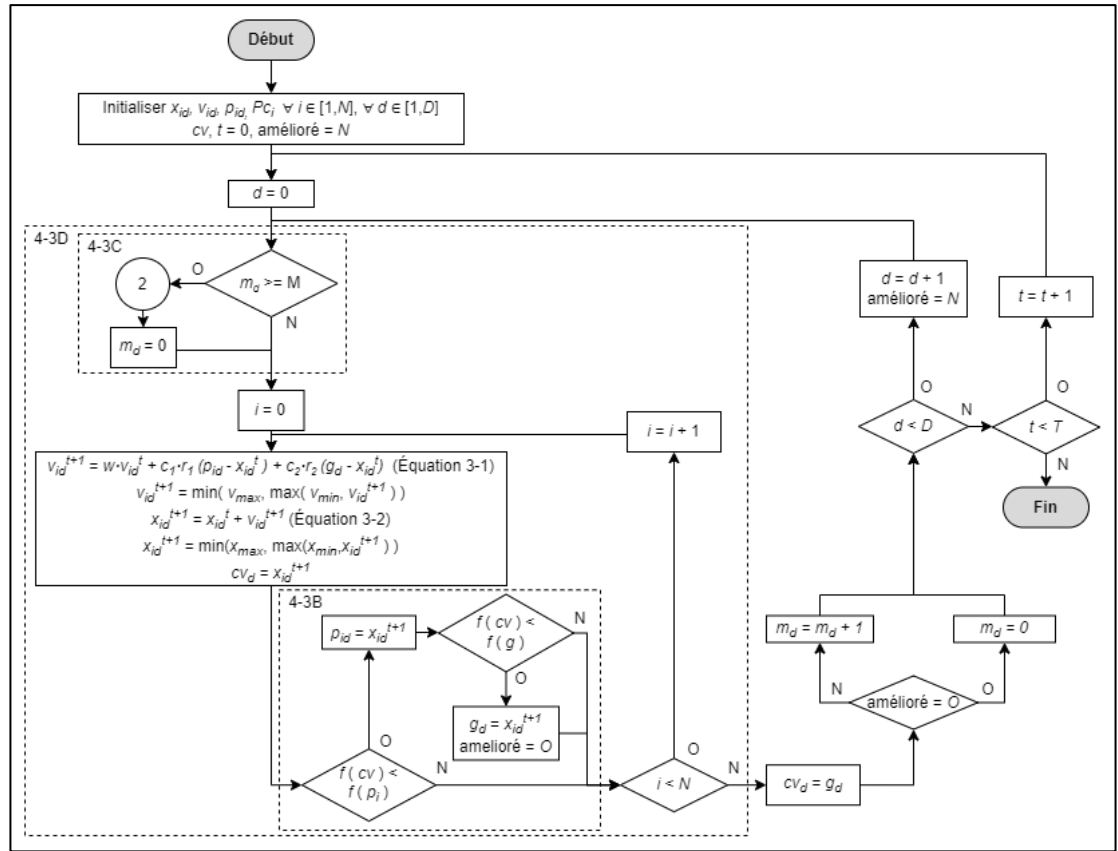 Début
Initialiser x_id, v_id, p_id, Pc_i ∀ i ∈ [1,N], ∀ d ∈ [1,D]
cv, t = 0, amélioré = N
d = 0
4-3D
4-3C
m_d >= M
O
N
2
m_d = 0
i = 0
i = i + 1
v_id^t+1 = w·v_id^t + c_1·r_1 (p_id - x_id^t) + c_2·r_2 (g_d - x_id^t) (Équation 3-1)
v_id^t+1 = min( v_max, max( v_min, v_id^t+1 ) )
x_id^t+1 = x_id^t + v_id^t+1 (Équation 3-2)
x_id^t+1 = min(x_max, max(x_min,x_id^t+1 ) )
cv_d = x_id^t+1
4-3B
p_id = x_id^t+1
f ( cv ) <
f ( g )
N
O
g_d = x_id^t+1
amelioré = O
O
f ( cv ) <
f ( p_i )
N
i < N
O
N
cv_d = g_d
amélioré = O
N
O
m_d = m_d + 1
m_d = 0
d < D
O
N
d = d + 1
amélioré = N
t < T
O
N
t = t + 1
Fin